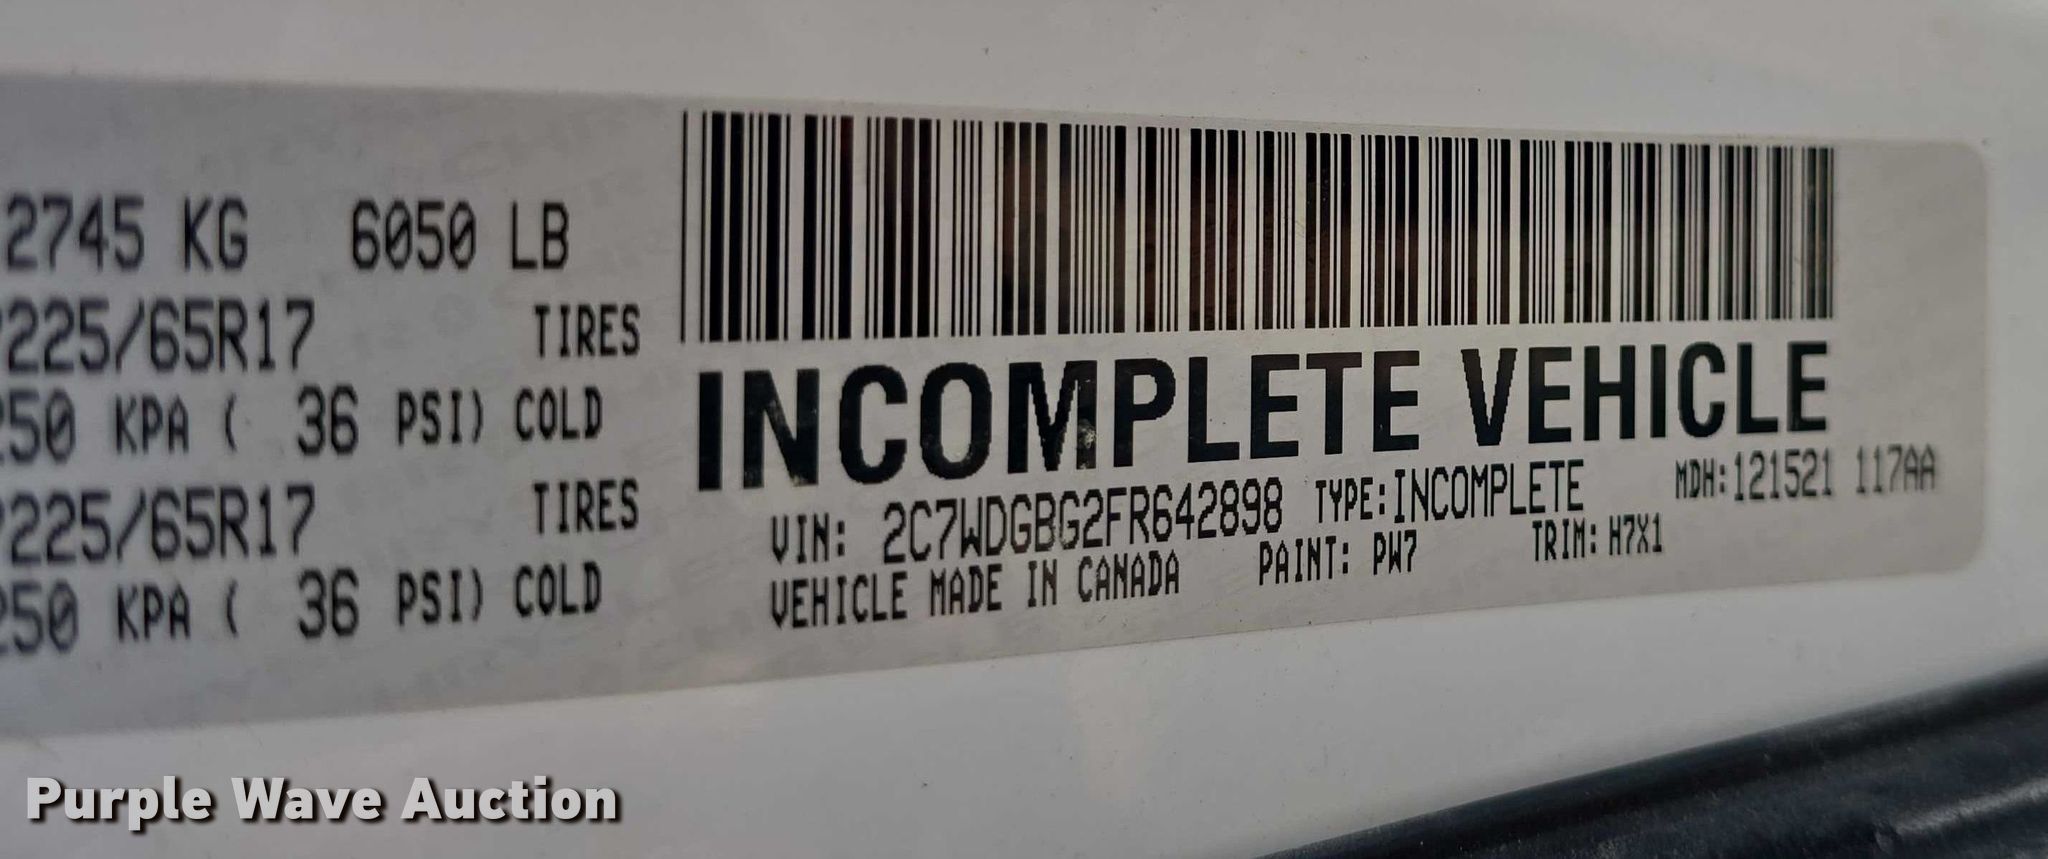 2745 KG 6050 LB
225/65R17 TIRES
250 KPA ( 36 PSI) COLD
225/65R17 TIRES
250 KPA ( 36 PSI) COLD
INCOMPLETE VEHICLE
VIN: 2C7WDGBG2FR642898 TYPE:INCOMPLETE MDH:121521 117AA
VEHICLE MADE IN CANADA PAINT: PW7 TRIM: H7X1
Purple Wave Auction